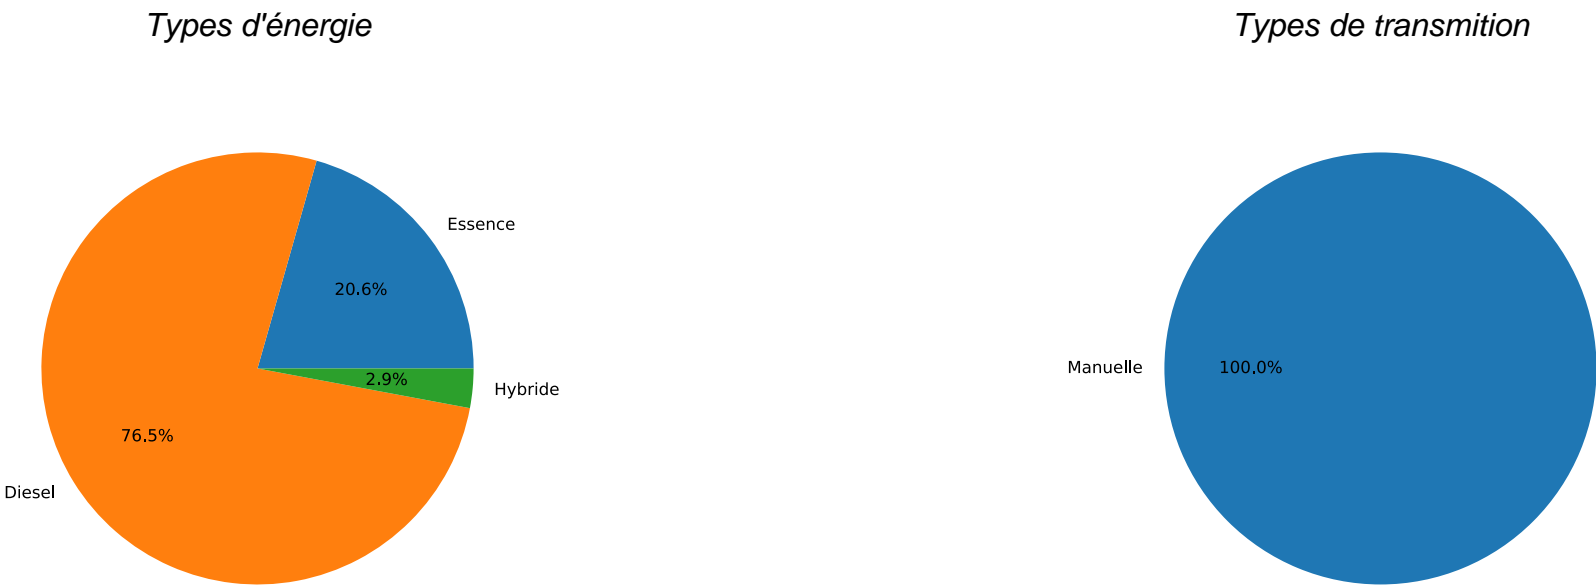 Types d'énergie
Types de transmition
Essence
20.6%
2.9%
Hybride
76.5%
Diesel
Manuelle
100.0%